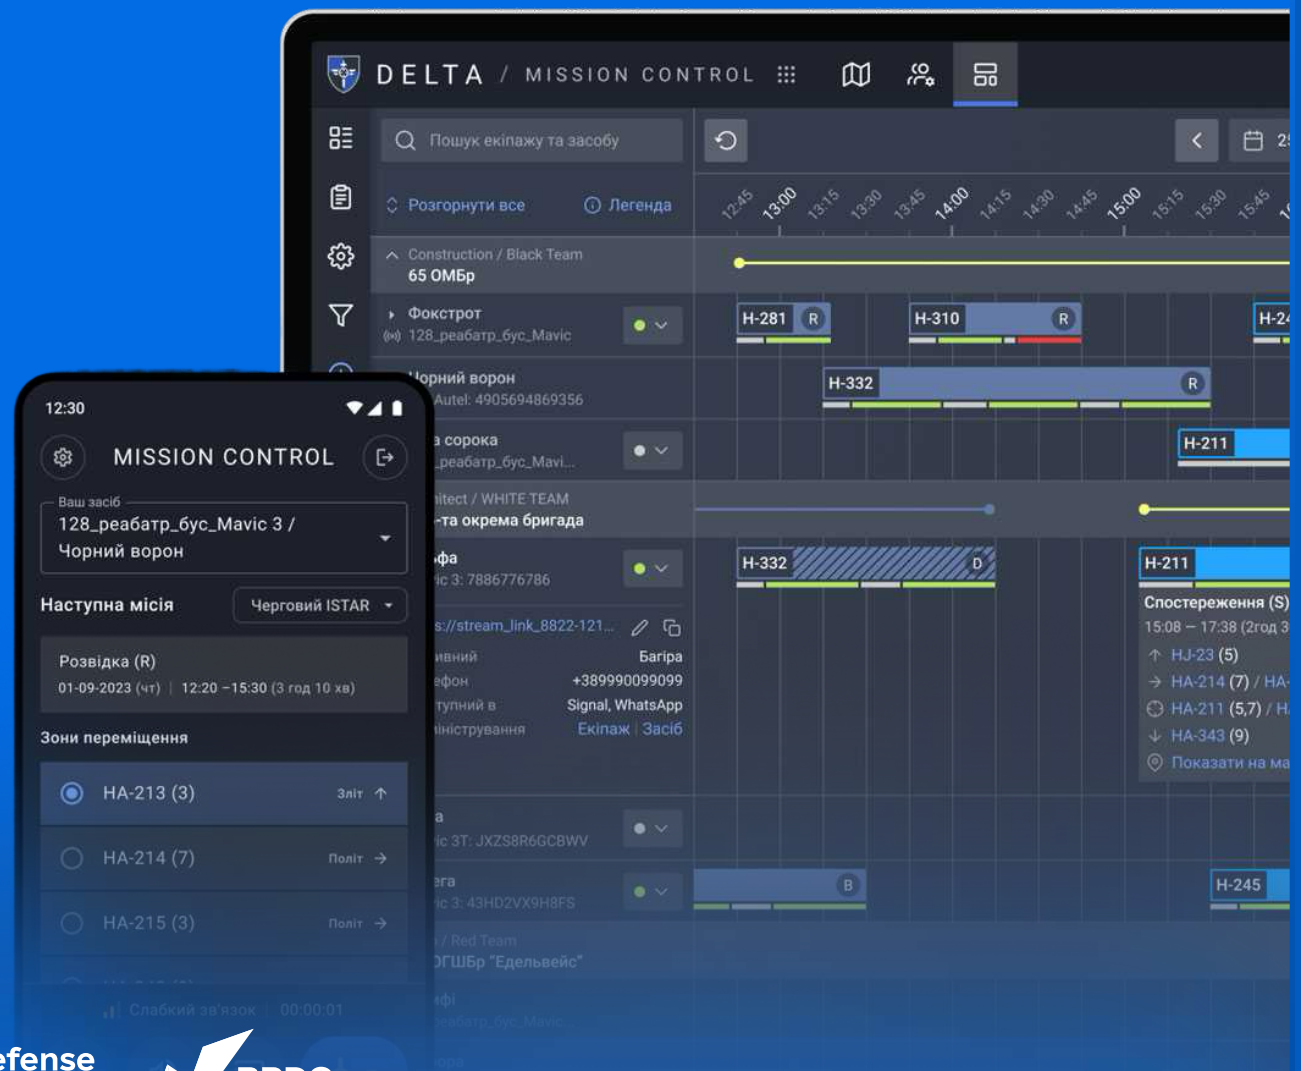 DELTA / MISSION CONTROL
Пошук екіпажу та засобу
25
Розгорнути все
Легенда
12:45 13:00 13:15 13:30 13:45 14:00 14:15 14:30 14:45 15:00 15:15 15:30 15:45
Construction / Black Team
65 ОМБр
Фокстрот
128_реабатр_бус_Mavic
H-281 R
H-310 R
H-24
Чорний ворон
Autel: 4905694869356
H-332 R
а сорока
_реабатр_бус_Mavi...
H-211
hitect / WHITE TEAM
-та окрема бригада
ьфа
ic 3: 7886776786
H-332 D
H-211
s://stream_link_8822-121...
ивний Багіра
ефон +389990099099
тупний в Signal, WhatsApp
іністрування Екіпаж | Засіб
Спостереження (S)
15:08 – 17:38 (2год 3
HJ-23 (5)
HA-214 (7) / HA-
HA-211 (5,7) / H
HA-343 (9)
Показати на ма
а
ic 3T: JXZS8R6GCBWV
ега
ic 3: 43HD2VX9H8FS
B
H-245
/ Red Team
ОГШБр "Едельвейс"
12:30
MISSION CONTROL
Ваш засіб
128_реабатр_бус_Mavic 3 /
Чорний ворон
Наступна місія
Черговий ISTAR
Розвідка (R)
01-09-2023 (чт) | 12:20 –15:30 (3 год 10 хв)
Зони переміщення
HA-213 (3) Зліт
HA-214 (7) Політ
HA-215 (3) Політ
Слабкий зв'язок 00:00:01
efense